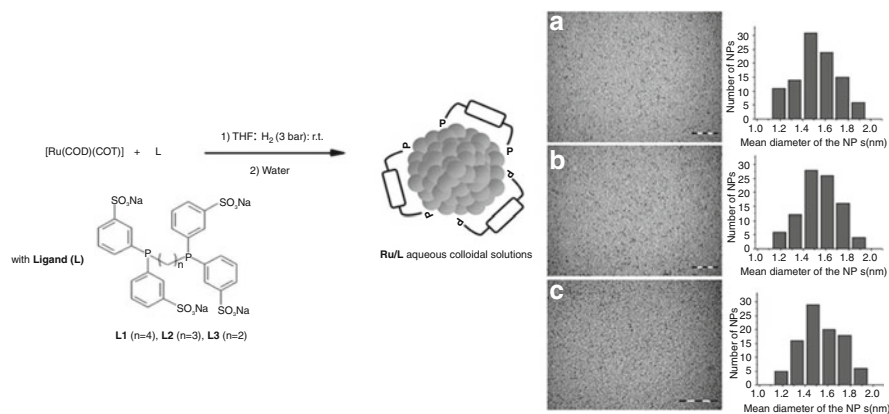 [Ru(COD)(COT)] + L
1) THF: H2 (3 bar): r.t.
2) Water
with Ligand (L)
SO3Na
SO3Na
P
P
n
SO3Na
SO3Na
L1 (n=4), L2 (n=3), L3 (n=2)
P
P
P
P
P
P
Ru/L aqueous colloidal solutions
a
Number of NPs
30
25
20
15
10
5
0
1.0 1.2 1.4 1.6 1.8 2.0
Mean diameter of the NP s(nm)
b
Number of NPs
30
25
20
15
10
5
0
1.0 1.2 1.4 1.6 1.8 2.0
Mean diameter of the NP s(nm)
c
Number of NPs
30
25
20
15
10
5
0
1.0 1.2 1.4 1.6 1.8 2.0
Mean diameter of the NP s(nm)